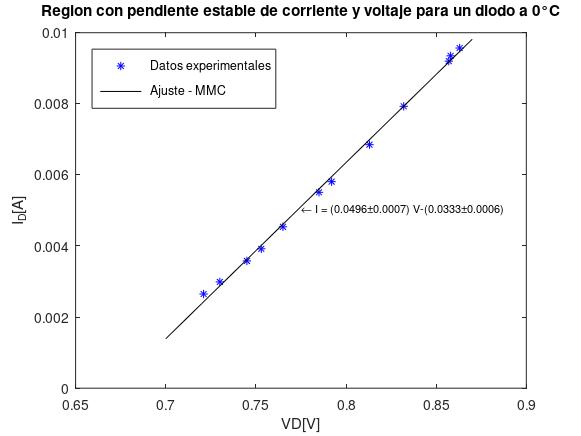 Region con pendiente estable de corriente y voltaje para un diodo a 0°C
0.01
0.008
0.006
0.004
0.002
0
I_D[A]
Datos experimentales
Ajuste - MMC
← I = (0.0496±0.0007) V-(0.0333±0.0006)
0.65 0.7 0.75 0.8 0.85 0.9
VD[V]